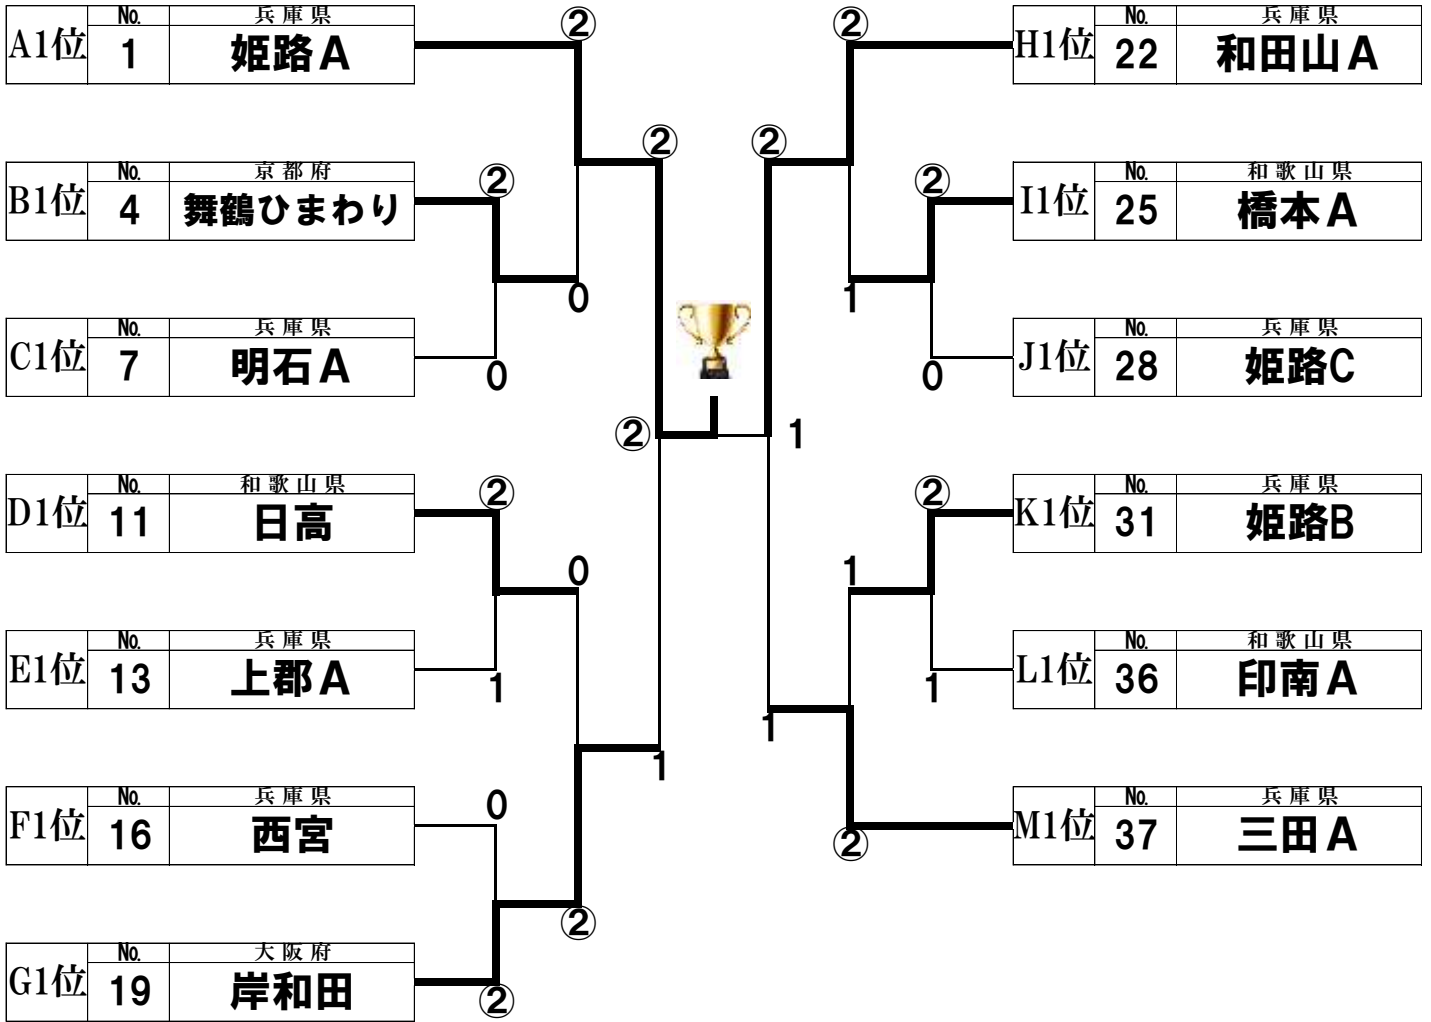 A1位 No. 1 兵庫県 姫路A
B1位 No. 4 京都府 舞鶴ひまわり
C1位 No. 7 兵庫県 明石A
D1位 No. 11 和歌山県 日高
E1位 No. 13 兵庫県 上郡A
F1位 No. 16 兵庫県 西宮
G1位 No. 19 大阪府 岸和田
②
②
②
0
0
②
②
0
1
1
0
②
②
②
②
②
1
0
1
②
1
1
1
②
H1位 No. 22 兵庫県 和田山A
I1位 No. 25 和歌山県 橋本A
J1位 No. 28 兵庫県 姫路C
K1位 No. 31 兵庫県 姫路B
L1位 No. 36 和歌山県 印南A
M1位 No. 37 兵庫県 三田A